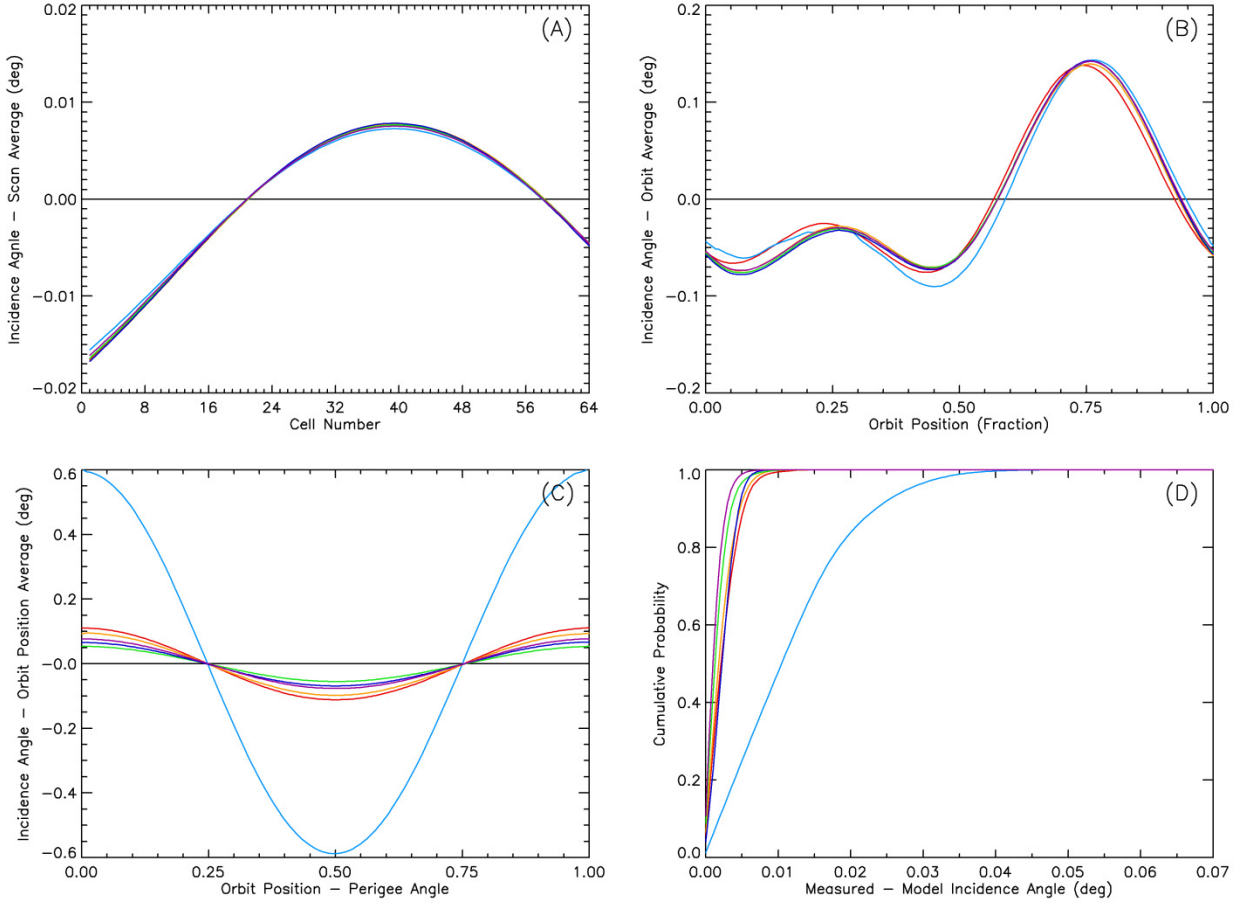 (A)
Incidence Agnle − Scan Average (deg)
0.02
0.01
0.00
−0.01
−0.02
0 8 16 24 32 40 48 56 64
Cell Number
(B)
Incidence Angle − Orbit Average (deg)
0.2
0.1
0.0
−0.1
−0.2
0.00 0.25 0.50 0.75 1.00
Orbit Position (Fraction)
(C)
Incidence Angle − Orbit Position Average (deg)
0.6
0.4
0.2
−0.0
−0.2
−0.4
−0.6
0.00 0.25 0.50 0.75 1.00
Orbit Position − Perigee Angle
(D)
Cumulative Probability
1.0
0.8
0.6
0.4
0.2
0.0
0.00 0.01 0.02 0.03 0.04 0.05 0.06 0.07
Measured − Model Incidence Angle (deg)